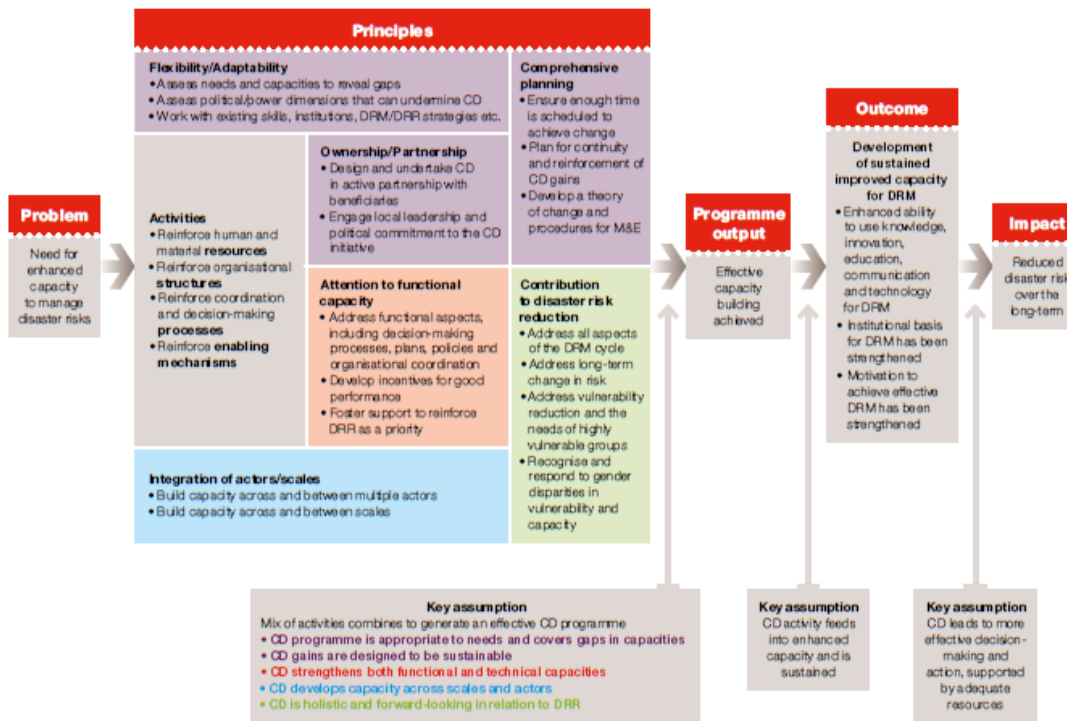 Principles
Flexibility/Adaptability
• Assess needs and capacities to reveal gaps
• Assess political/power dimensions that can undermine CD
• Work with existing skills, institutions, DRM/DRR strategies etc.
Comprehensive
planning
• Ensure enough time
is scheduled to
achieve change
• Plan for continuity
and reinforcement of
CD gains
• Develop a theory
of change and
procedures for M&E
Ownership/Partnership
• Design and undertake CD
in active partnership with
beneficiaries
• Engage local leadership and
political commitment to the CD
initiative
Problem
Need for
enhanced
capacity
to manage
disaster risks
Activities
• Reinforce human and
material resources
• Reinforce organisational
structures
• Reinforce coordination
and decision-making
processes
• Reinforce enabling
mechanisms
Attention to functional
capacity
• Address functional aspects,
including decision-making
processes, plans, policies and
organisational coordination
• Develop incentives for good
performance
• Foster support to reinforce
DRR as a priority
Contribution
to disaster risk
reduction
• Address all aspects
of the DRM cycle
• Address long-term
change in risk
• Address vulnerability
reduction and the
needs of highly
vulnerable groups
• Recognise and
respond to gender
disparities in
vulnerability and
capacity
Integration of actors/scales
• Build capacity across and between multiple actors
• Build capacity across and between scales
Programme
output
Effective
capacity
building
achieved
Outcome
Development
of sustained
improved capacity
for DRM
• Enhanced ability
to use knowledge,
innovation,
education,
communication
and technology
for DRM
• Institutional basis
for DRM has been
strengthened
• Motivation to
achieve effective
DRM has been
strengthened
Impact
Reduced
disaster risk
over the
long-term
Key assumption
Mix of activities combines to generate an effective CD programme
• CD programme is appropriate to needs and covers gaps in capacities
• CD gains are designed to be sustainable
• CD strengthens both functional and technical capacities
• CD develops capacity across scales and actors
• CD is holistic and forward-looking in relation to DRR
Key assumption
CD activity feeds
into enhanced
capacity and is
sustained
Key assumption
CD leads to more
effective decision-
making and
action, supported
by adequate
resources